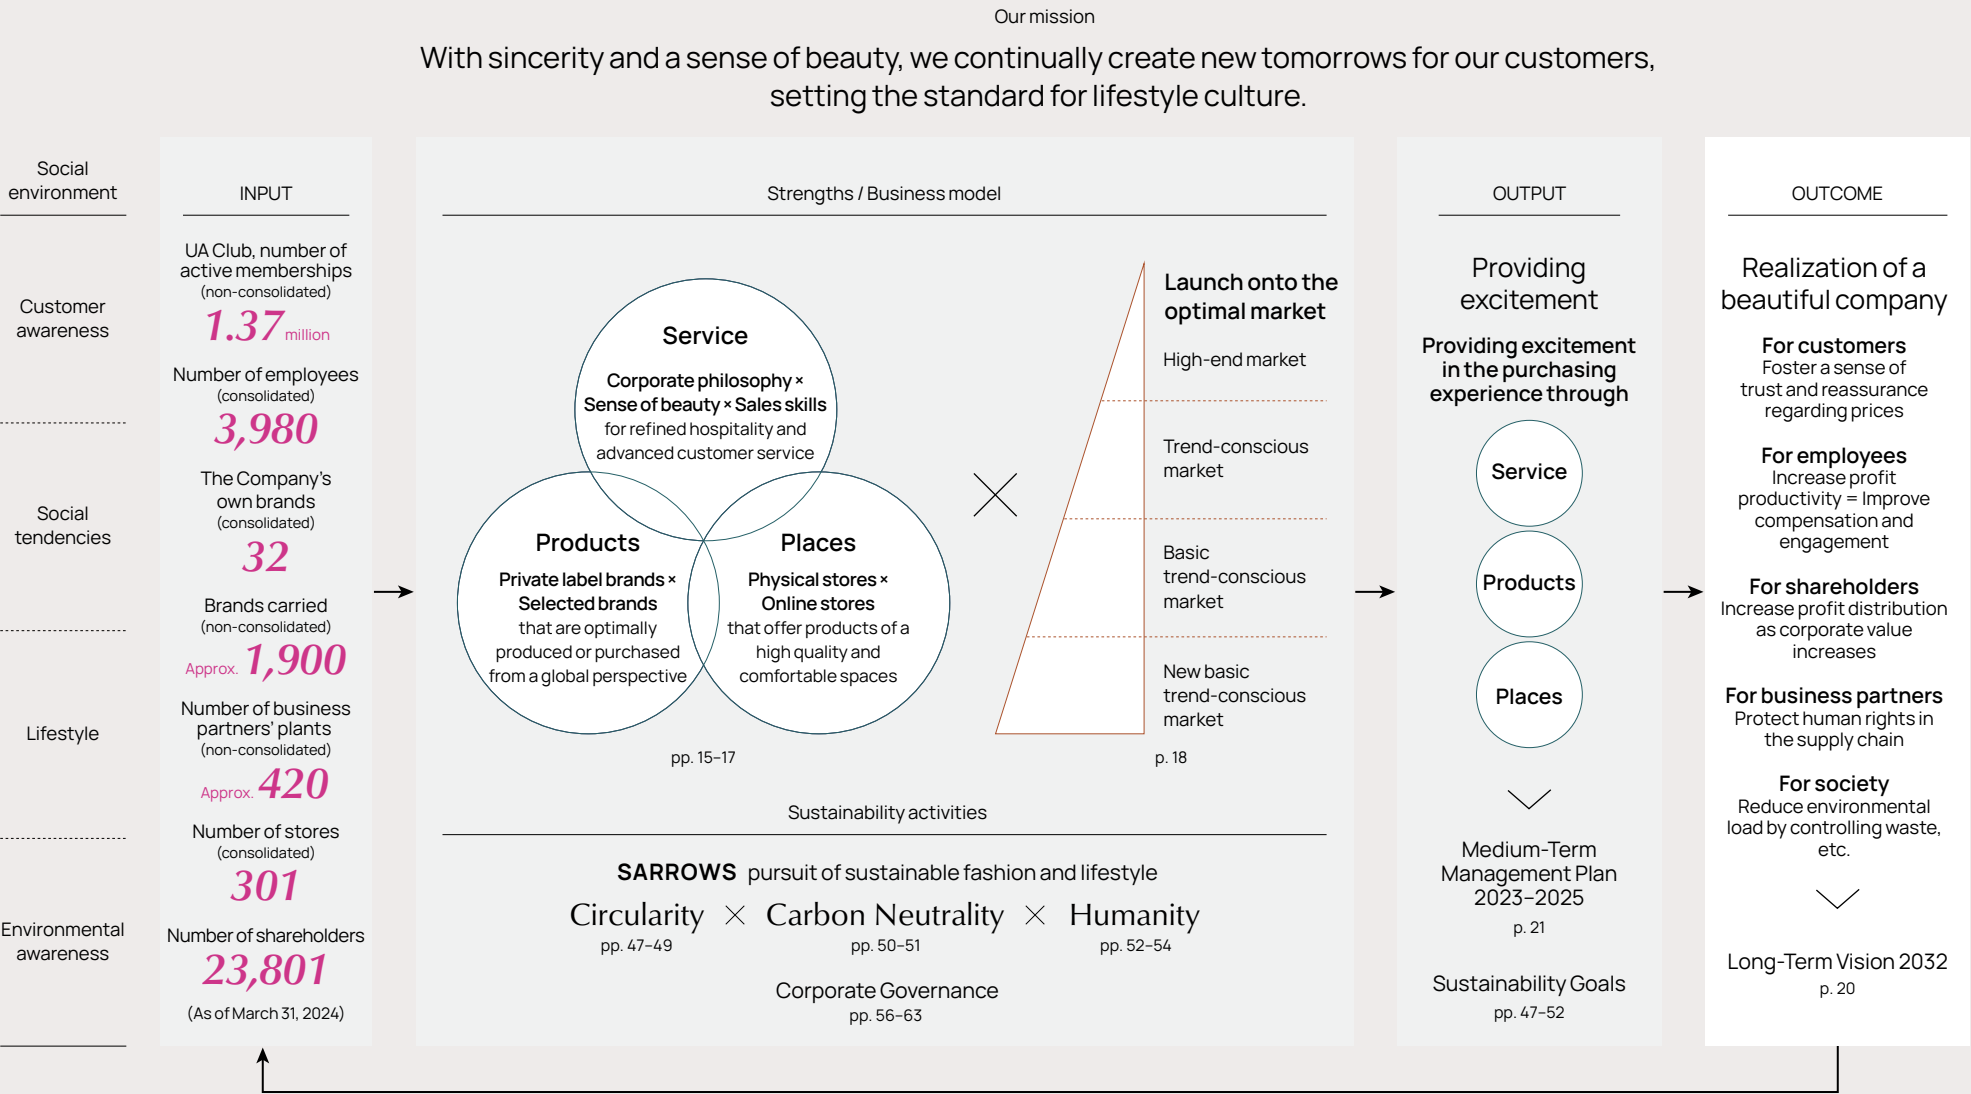 Our mission
With sincerity and a sense of beauty, we continually create new tomorrows for our customers,
setting the standard for lifestyle culture.
Social
environment
Customer
awareness
Social
tendencies
Lifestyle
Environmental
awareness
INPUT
UA Club, number of
active memberships
(non-consolidated)
1.37 million
Number of employees
(consolidated)
3,980
The Company's
own brands
(consolidated)
32
Brands carried
(non-consolidated)
Approx. 1,900
Number of business
partners' plants
(non-consolidated)
Approx. 420
Number of stores
(consolidated)
301
Number of shareholders
23,801
(As of March 31, 2024)
Strengths / Business model
Service
Corporate philosophy ×
Sense of beauty × Sales skills
for refined hospitality and
advanced customer service
Products
Private label brands ×
Selected brands
that are optimally
produced or purchased
from a global perspective
Places
Physical stores ×
Online stores
that offer products of a
high quality and
comfortable spaces
pp. 15–17
×
Launch onto the
optimal market
High-end market
Trend-conscious
market
Basic
trend-conscious
market
New basic
trend-conscious
market
p. 18
Sustainability activities
SARROWS pursuit of sustainable fashion and lifestyle
Circularity × Carbon Neutrality × Humanity
pp. 47–49 pp. 50–51 pp. 52–54
Corporate Governance
pp. 56–63
OUTPUT
Providing
excitement
Providing excitement
in the purchasing
experience through
Service
Products
Places
Medium-Term
Management Plan
2023–2025
p. 21
Sustainability Goals
pp. 47–52
OUTCOME
Realization of a
beautiful company
For customers
Foster a sense of
trust and reassurance
regarding prices
For employees
Increase profit
productivity = Improve
compensation and
engagement
For shareholders
Increase profit distribution
as corporate value
increases
For business partners
Protect human rights in
the supply chain
For society
Reduce environmental
load by controlling waste,
etc.
Long-Term Vision 2032
p. 20